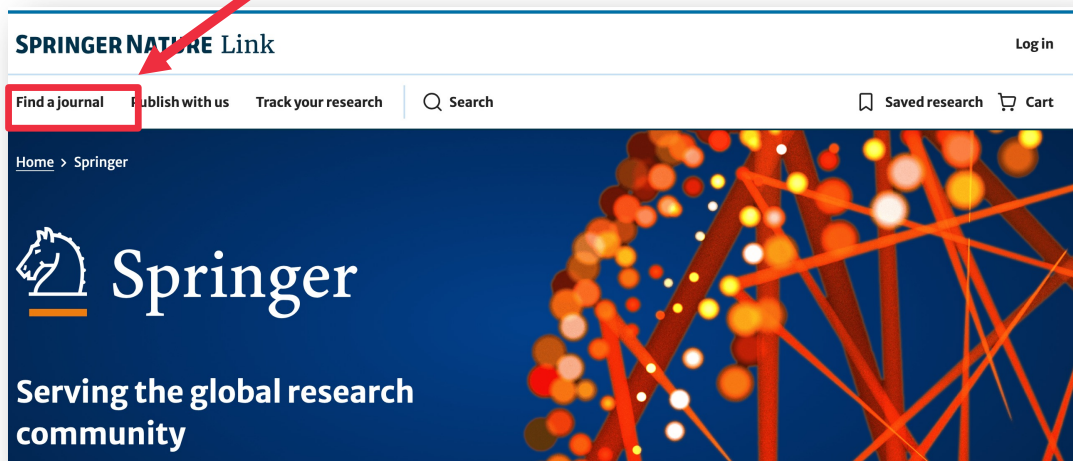 SPRINGER NATURE Link
Log in
Find a journal Publish with us Track your research Search Saved research Cart
Home > Springer
Springer
Serving the global research
community